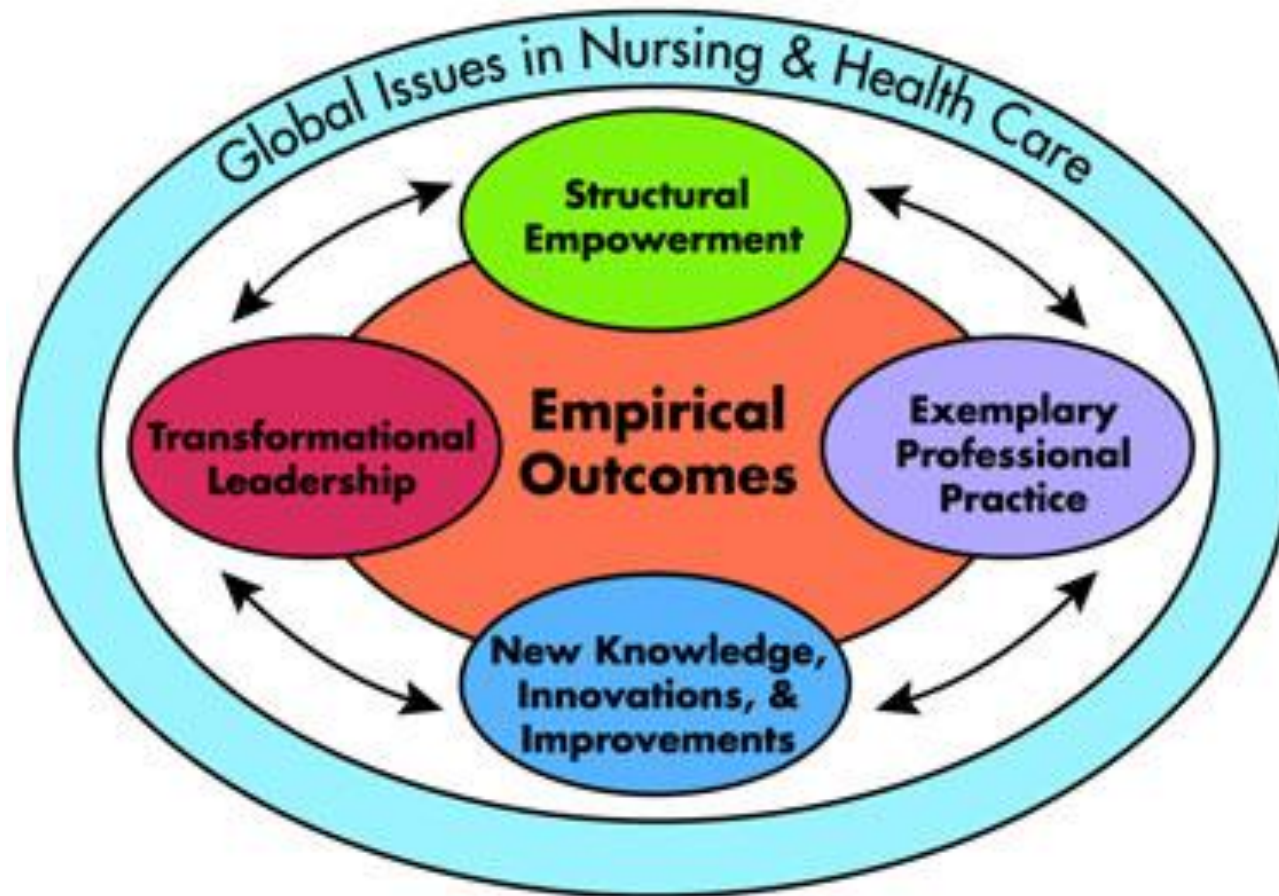 Global Issues in Nursing & Health Care
Structural
Empowerment
Transformational
Leadership
Empirical
Outcomes
Exemplary
Professional
Practice
New Knowledge,
Innovations, &
Improvements